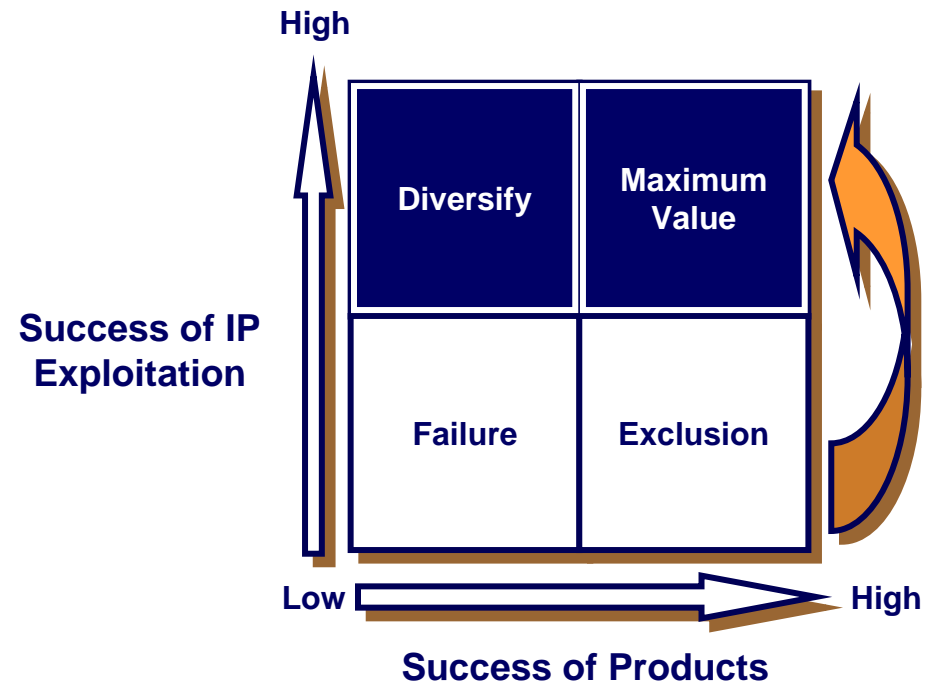 High
Diversify
Maximum
Value
Success of IP
Exploitation
Failure
Exclusion
Low
High
Success of Products